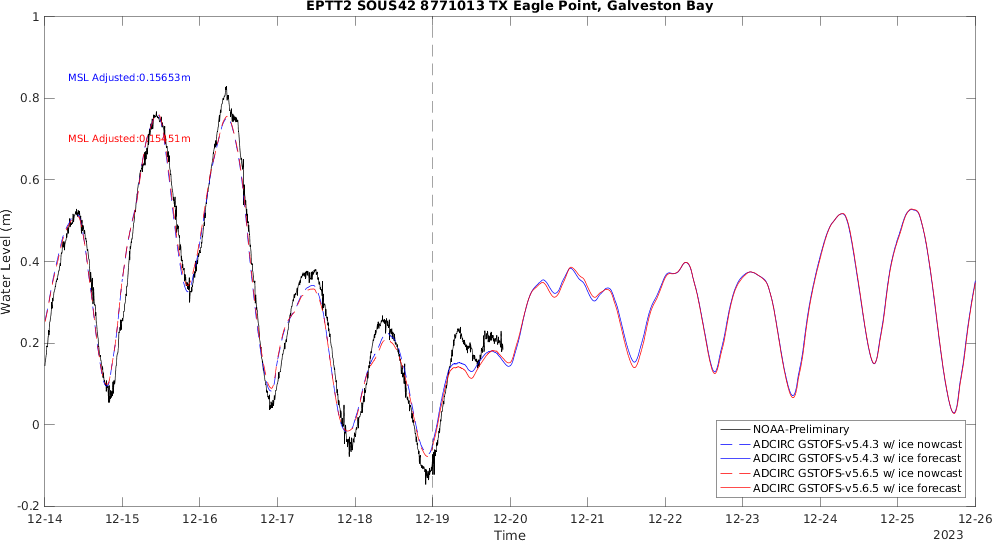 EPTT2 SOUS42 8771013 TX Eagle Point, Galveston Bay
1
0.8
0.6
0.4
0.2
0
-0.2
Water Level (m)
MSL Adjusted:0.15653m
MSL Adjusted:0.15451m
NOAA-Preliminary
ADCIRC GSTOFS-v5.4.3 w/ ice nowcast
ADCIRC GSTOFS-v5.4.3 w/ ice forecast
ADCIRC GSTOFS-v5.6.5 w/ ice nowcast
ADCIRC GSTOFS-v5.6.5 w/ ice forecast
12-14 12-15 12-16 12-17 12-18 12-19 12-20 12-21 12-22 12-23 12-24 12-25 12-26
Time
2023